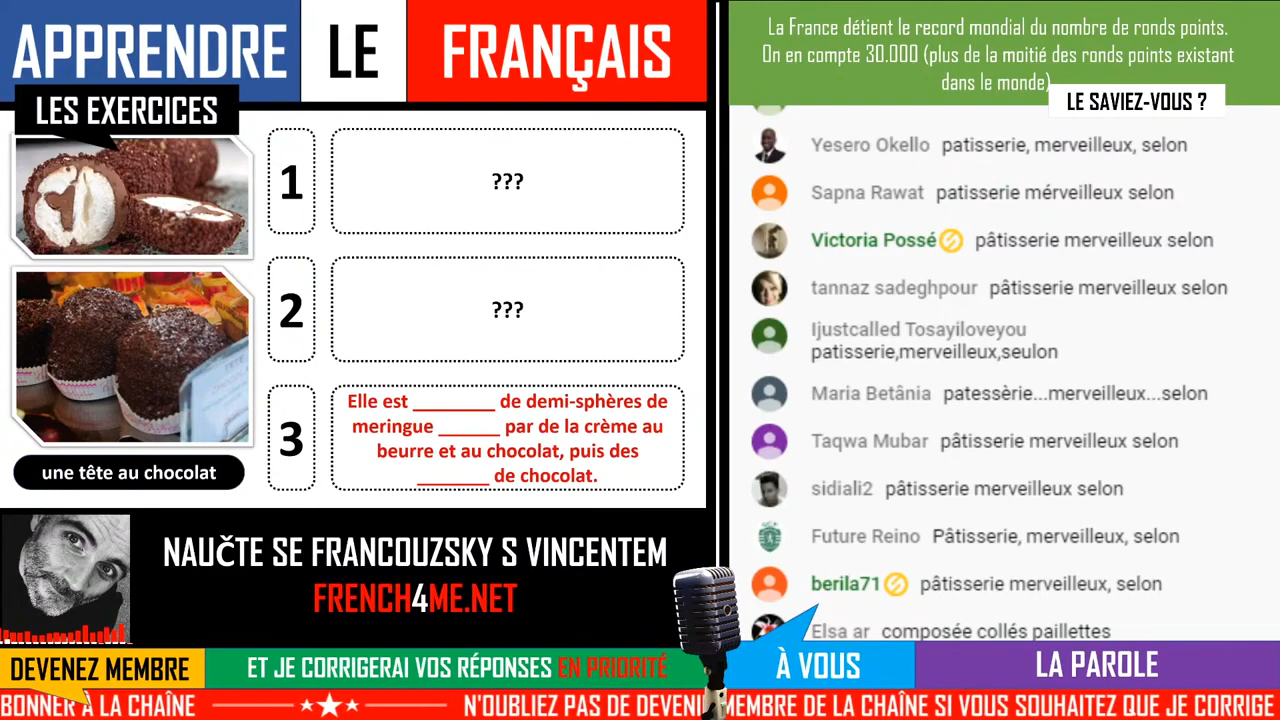 APPRENDRE LE FRANÇAIS
LES EXERCICES
1
???
2
???
3
Elle est ________ de demi-sphères de
meringue ______ par de la crème au
beurre et au chocolat, puis des
_______ de chocolat.
une tête au chocolat
NAUČTE SE FRANCOUZSKY S VINCENTEM
FRENCH4ME.NET
DEVENEZ MEMBRE
ET JE CORRIGERAI VOS RÉPONSES EN PRIORITÉ
La France détient le record mondial du nombre de ronds points.
On en compte 30.000 (plus de la moitié des ronds points existant
dans le monde)
LE SAVIEZ-VOUS ?
Yesero Okello patisserie, merveilleux, selon
Sapna Rawat patisserie mérveilleux selon
Victoria Possé pâtisserie merveilleux selon
tannaz sadeghpour pâtisserie merveilleux selon
Ijustcalled Tosayiloveyou
patisserie,merveilleux,seulon
Maria Betânia patessèrie...merveilleux...selon
Taqwa Mubar pâtisserie merveilleux selon
sidiali2 pâtisserie merveilleux selon
Future Reino Pâtisserie, merveilleux, selon
berila71 pâtisserie merveilleux, selon
Elsa ar composée collés paillettes
À VOUS
LA PAROLE
BONNER À LA CHAÎNE N'OUBLIEZ PAS DE DEVENI MEMBRE DE LA CHAÎNE SI VOUS SOUHAITEZ QUE JE CORRIGE